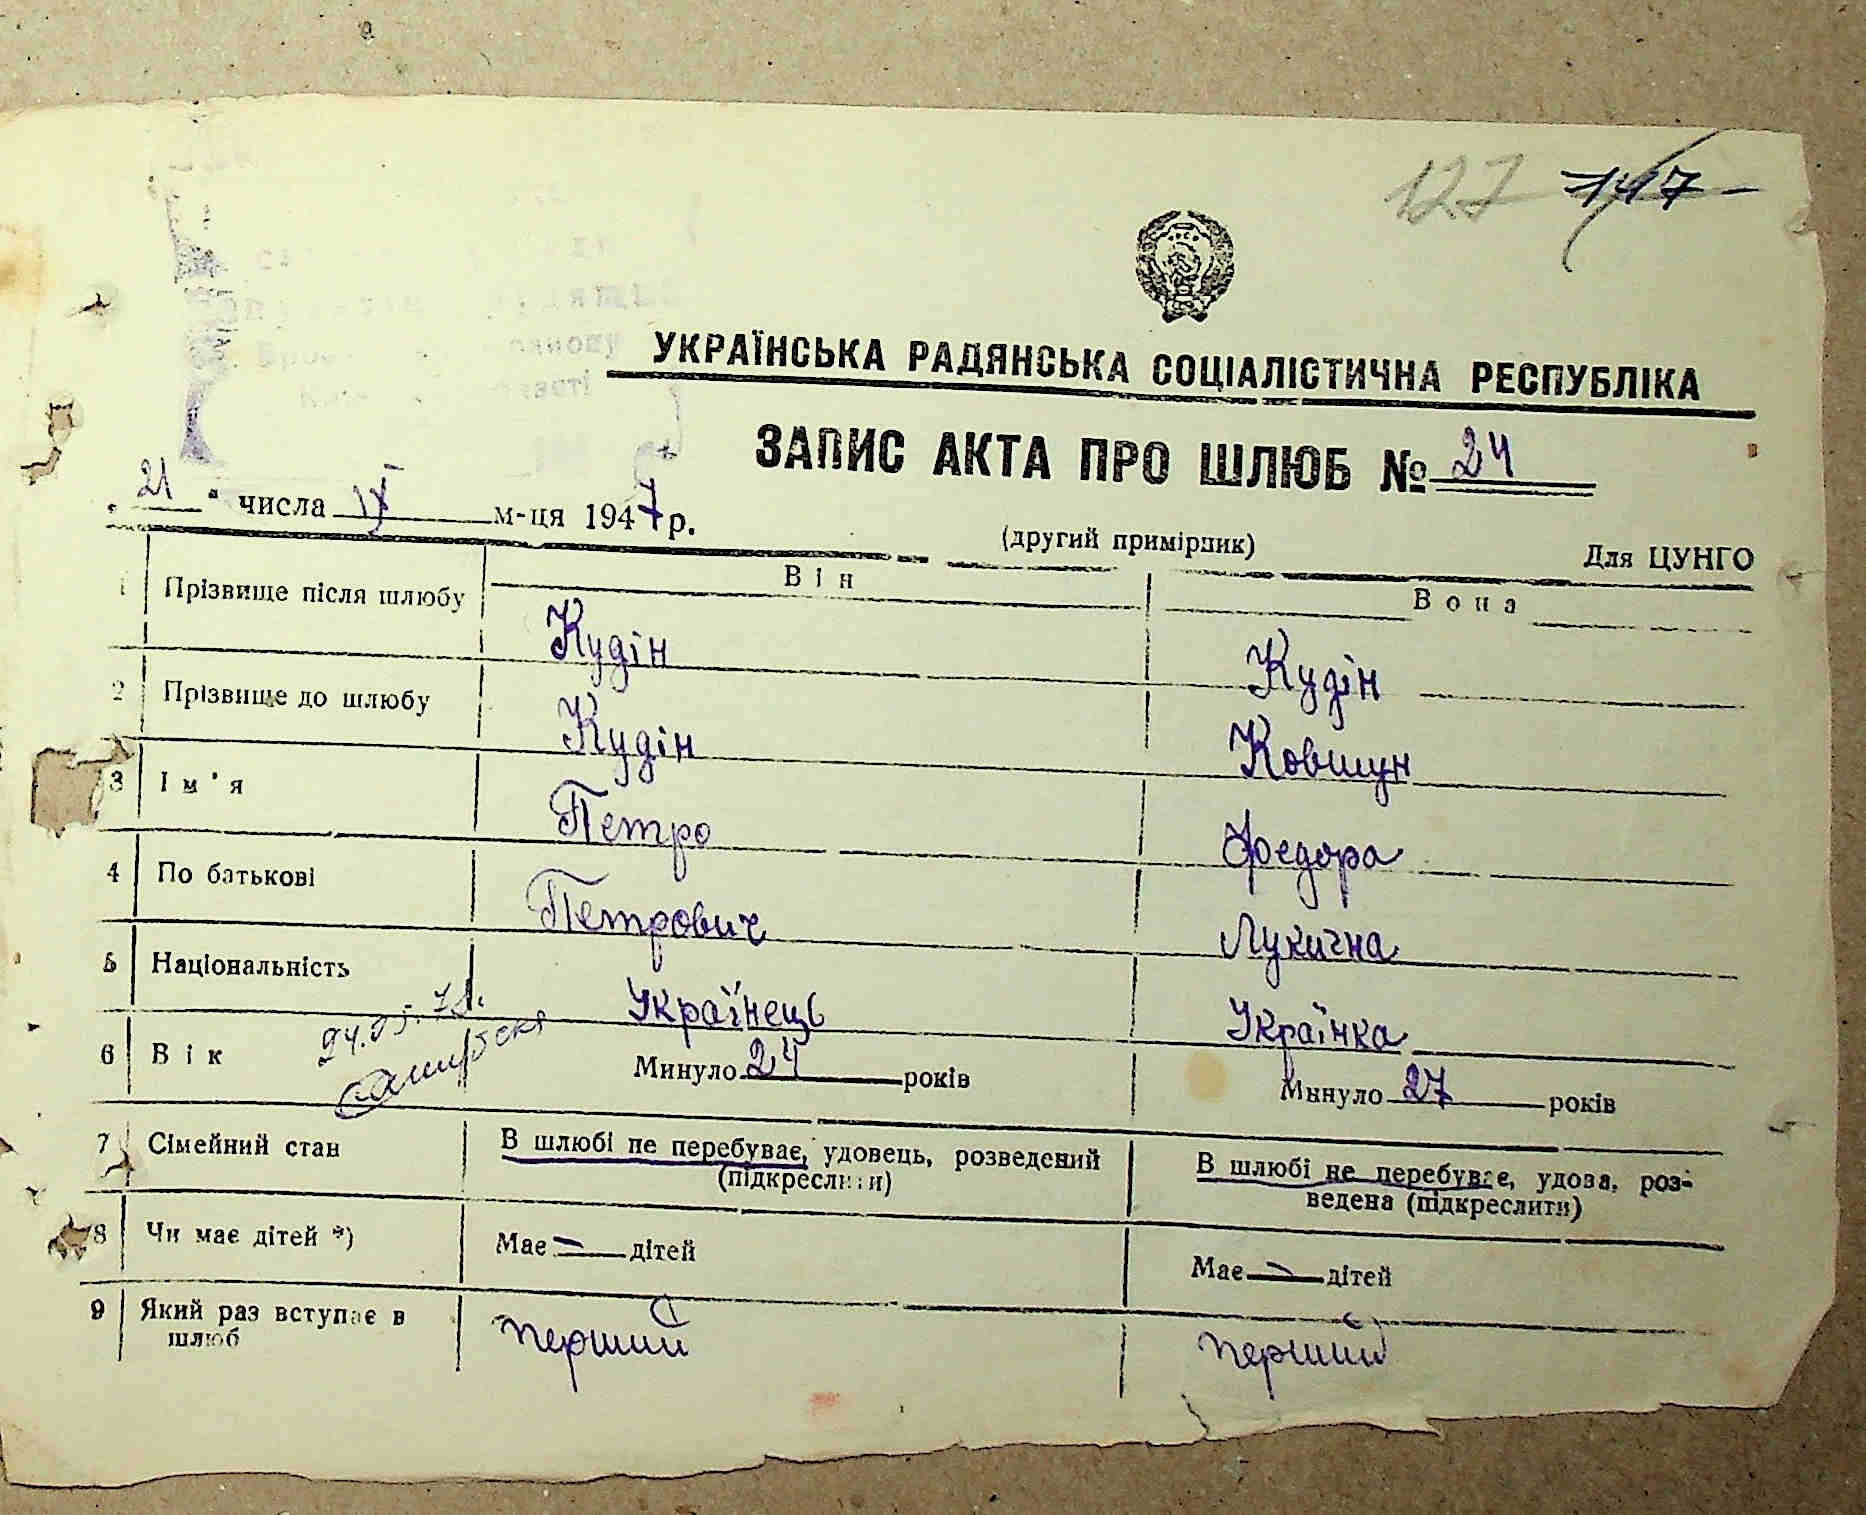 127 147
УКРАЇНСЬКА РАДЯНСЬКА СОЦІАЛІСТИЧНА РЕСПУБЛІКА
ЗАПИС АКТА ПРО ШЛЮБ № 24
„21“ числа IX м-ця 1947 р.
(другий примірник) Для ЦУНГО
Він Вона
1 Прізвище після шлюбу Кудін Кудін
2 Прізвище до шлюбу Кудін Ковшун
3 Ім'я Петро Федора
4 По батькові Петрович Лукична
5 Національність Українець Українка
6 Вік Минуло 24 років Минуло 27 років
7 Сімейний стан В шлюбі не перебуває, удовець, розведений (підкреслити) В шлюбі не перебуває, удова, роз-
ведена (підкреслити)
8 Чи має дітей *) Має — дітей Має — дітей
9 Який раз вступає в шлюб перший перший